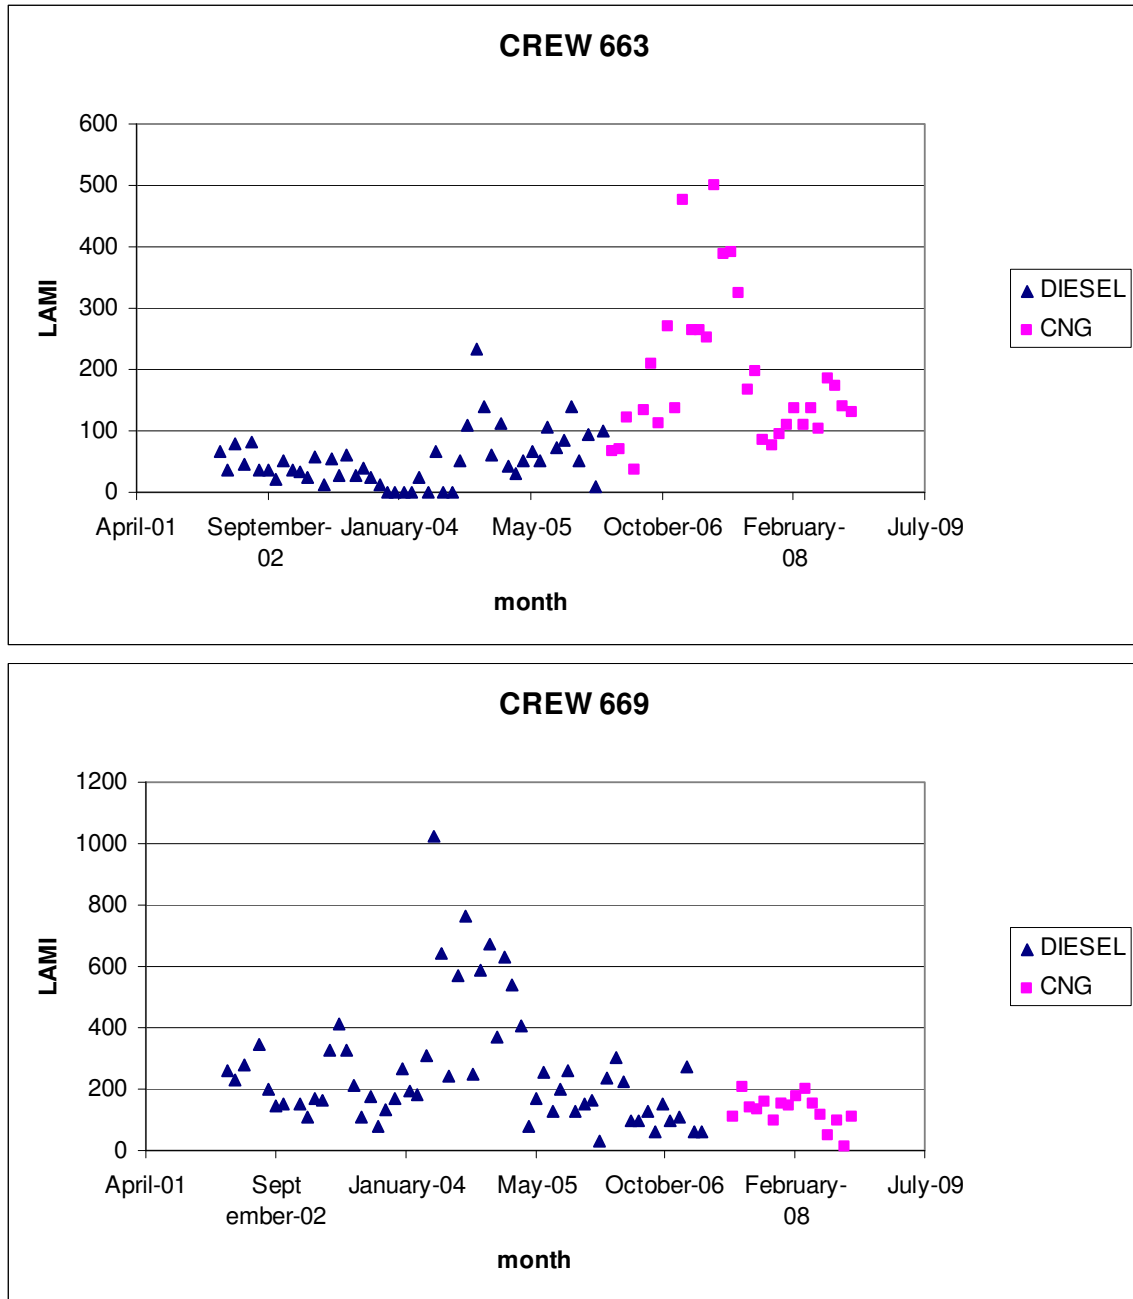 CREW 663
600
500
400
300
200
100
0
LAMI
April-01 September- January-04 May-05 October-06 February- July-09
02 08
month
DIESEL
CNG
CREW 669
1200
1000
800
600
400
200
0
LAMI
April-01 Sept January-04 May-05 October-06 February- July-09
ember-02 08
month
DIESEL
CNG